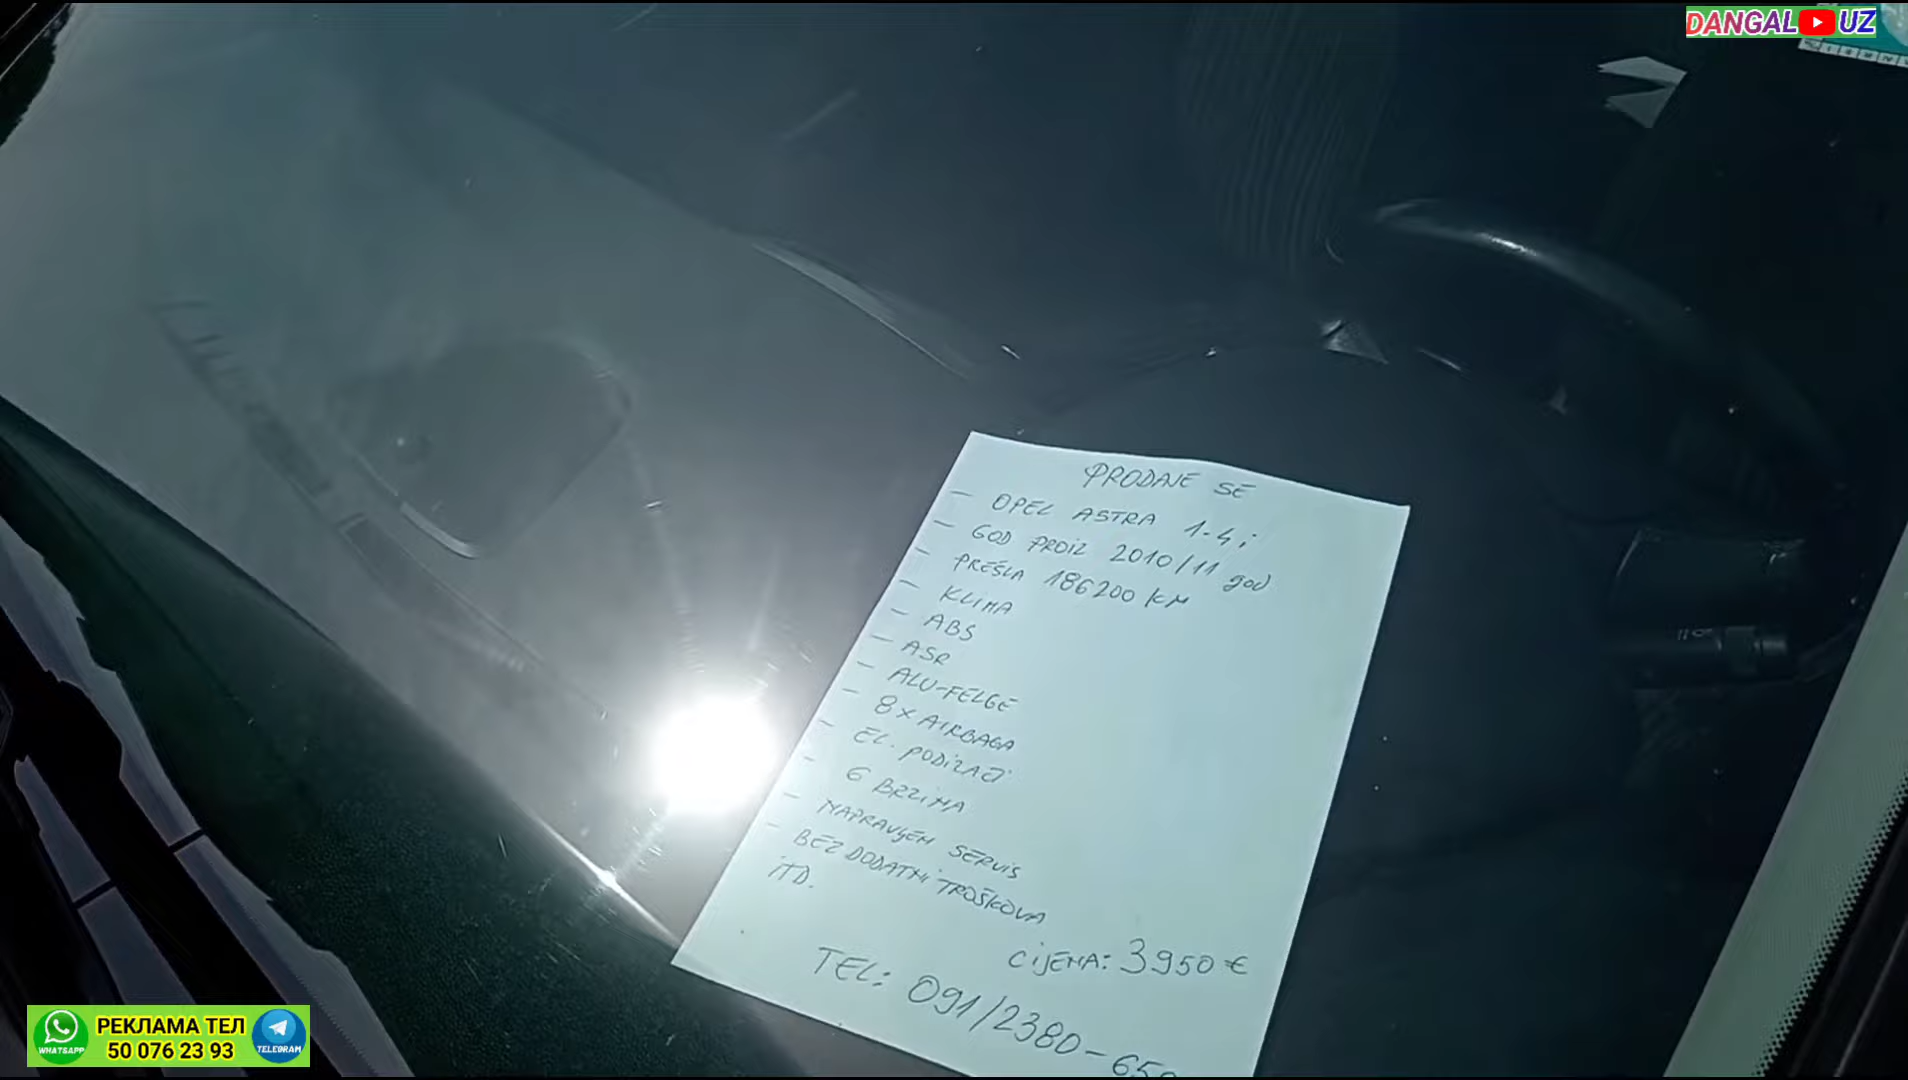 DANGAL UZ
PRODAJE SE
- OPEL ASTRA 1.4i
- GOD PROIZ 2010/11 god
- PREŠLA 186200 KM
- KLIMA
- ABS
- ASR
- ALU-FELGE
- 8x AIRBAGA
- EL. PODIZAČI
- 6 BRZINA
- NAPRAVLJEN SERVIS
- BEZ DODATNI TROŠKOVA
ITD.
CIJENA: 3950 €
TEL: 091/2380-650
WHATSAPP
РЕКЛАМА ТЕЛ
50 076 23 93
TELEGRAM